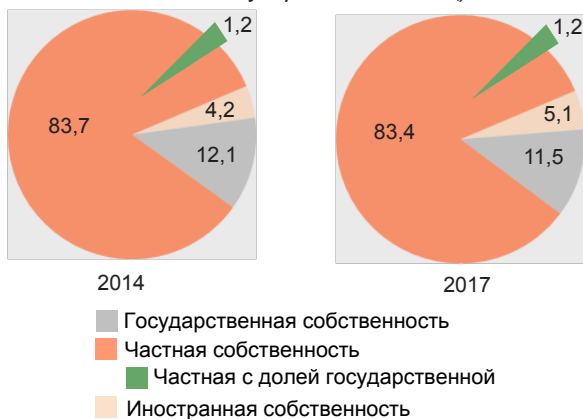 1,2
4,2
83,7
12,1
2014
1,2
5,1
83,4
11,5
2017
Государственная собственность
Частная собственность
Частная с долей государственной
Иностранная собственность